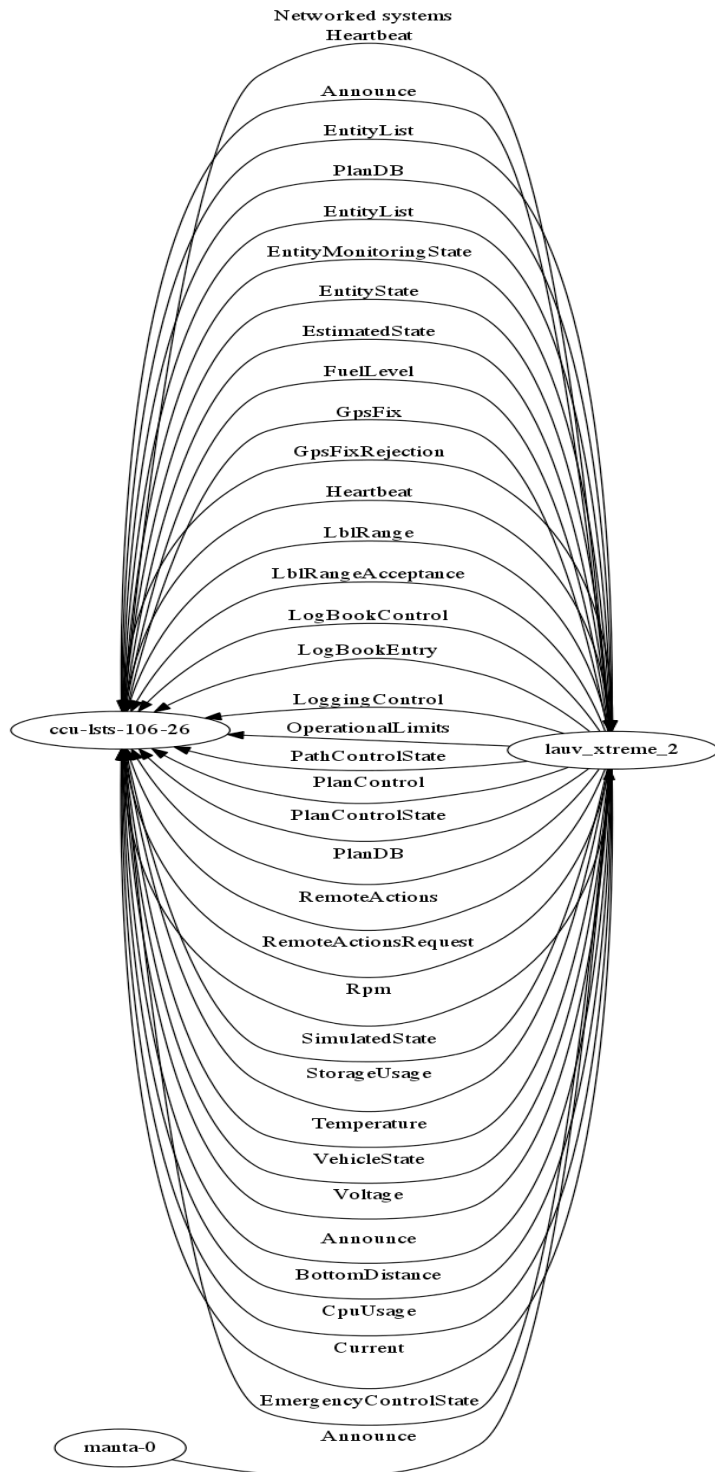 Networked systems
Heartbeat
Announce
EntityList
PlanDB
EntityList
EntityMonitoringState
EntityState
EstimatedState
FuelLevel
GpsFix
GpsFixRejection
Heartbeat
LblRange
LblRangeAcceptance
LogBookControl
LogBookEntry
LoggingControl
ccu-lsts-106-26
OperationalLimits
lauv_xtreme_2
PathControlState
PlanControl
PlanControlState
PlanDB
RemoteActions
RemoteActionsRequest
Rpm
SimulatedState
StorageUsage
Temperature
VehicleState
Voltage
Announce
BottomDistance
CpuUsage
Current
EmergencyControlState
Announce
manta-0